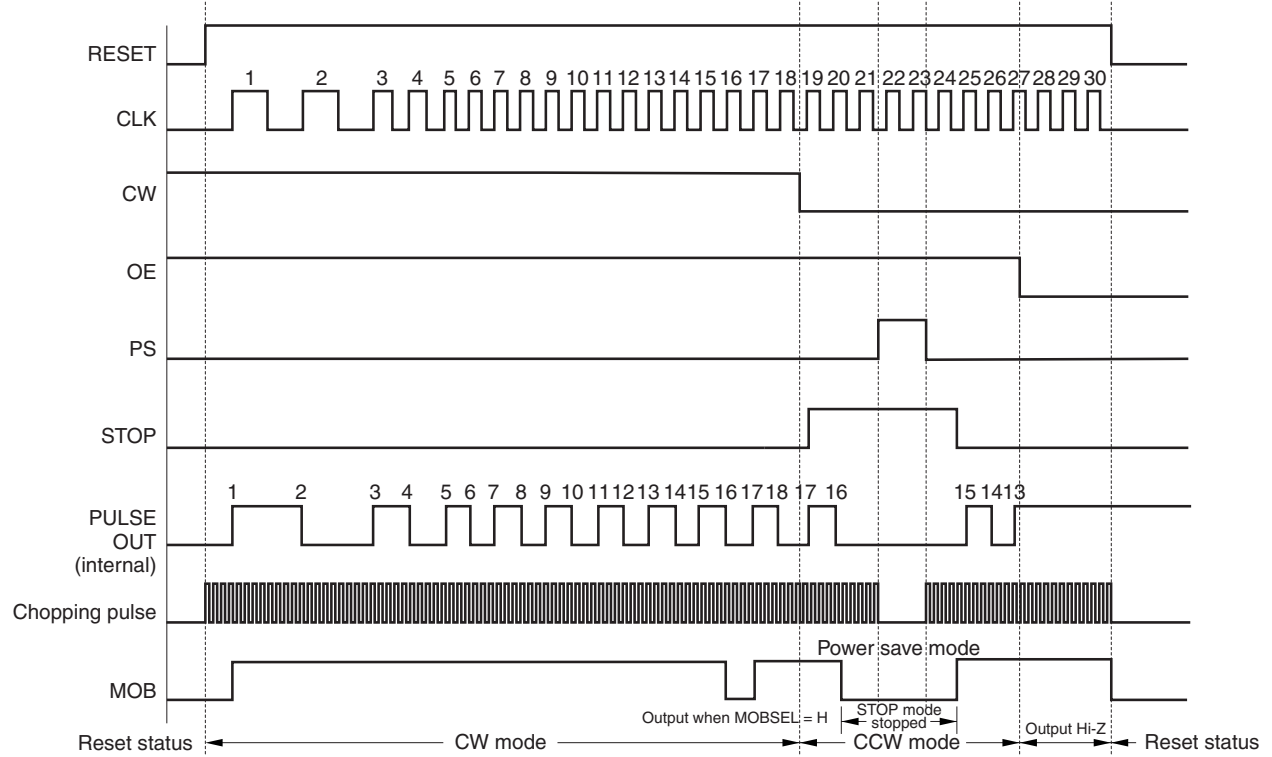 RESET
1 2 3 4 5 6 7 8 9 10 11 12 13 14 15 16 17 18 19 20 21 22 23 24 25 26 27 28 29 30
CLK
CW
OE
PS
STOP
1 2 3 4 5 6 7 8 9 10 11 12 13 14 15 16 17 18 17 16 15 14 13
PULSE
OUT
(internal)
Chopping pulse
Power save mode
MOB
Output when MOBSEL = H
STOP mode
stopped
Output Hi-Z
Reset status
CW mode
CCW mode
Reset status